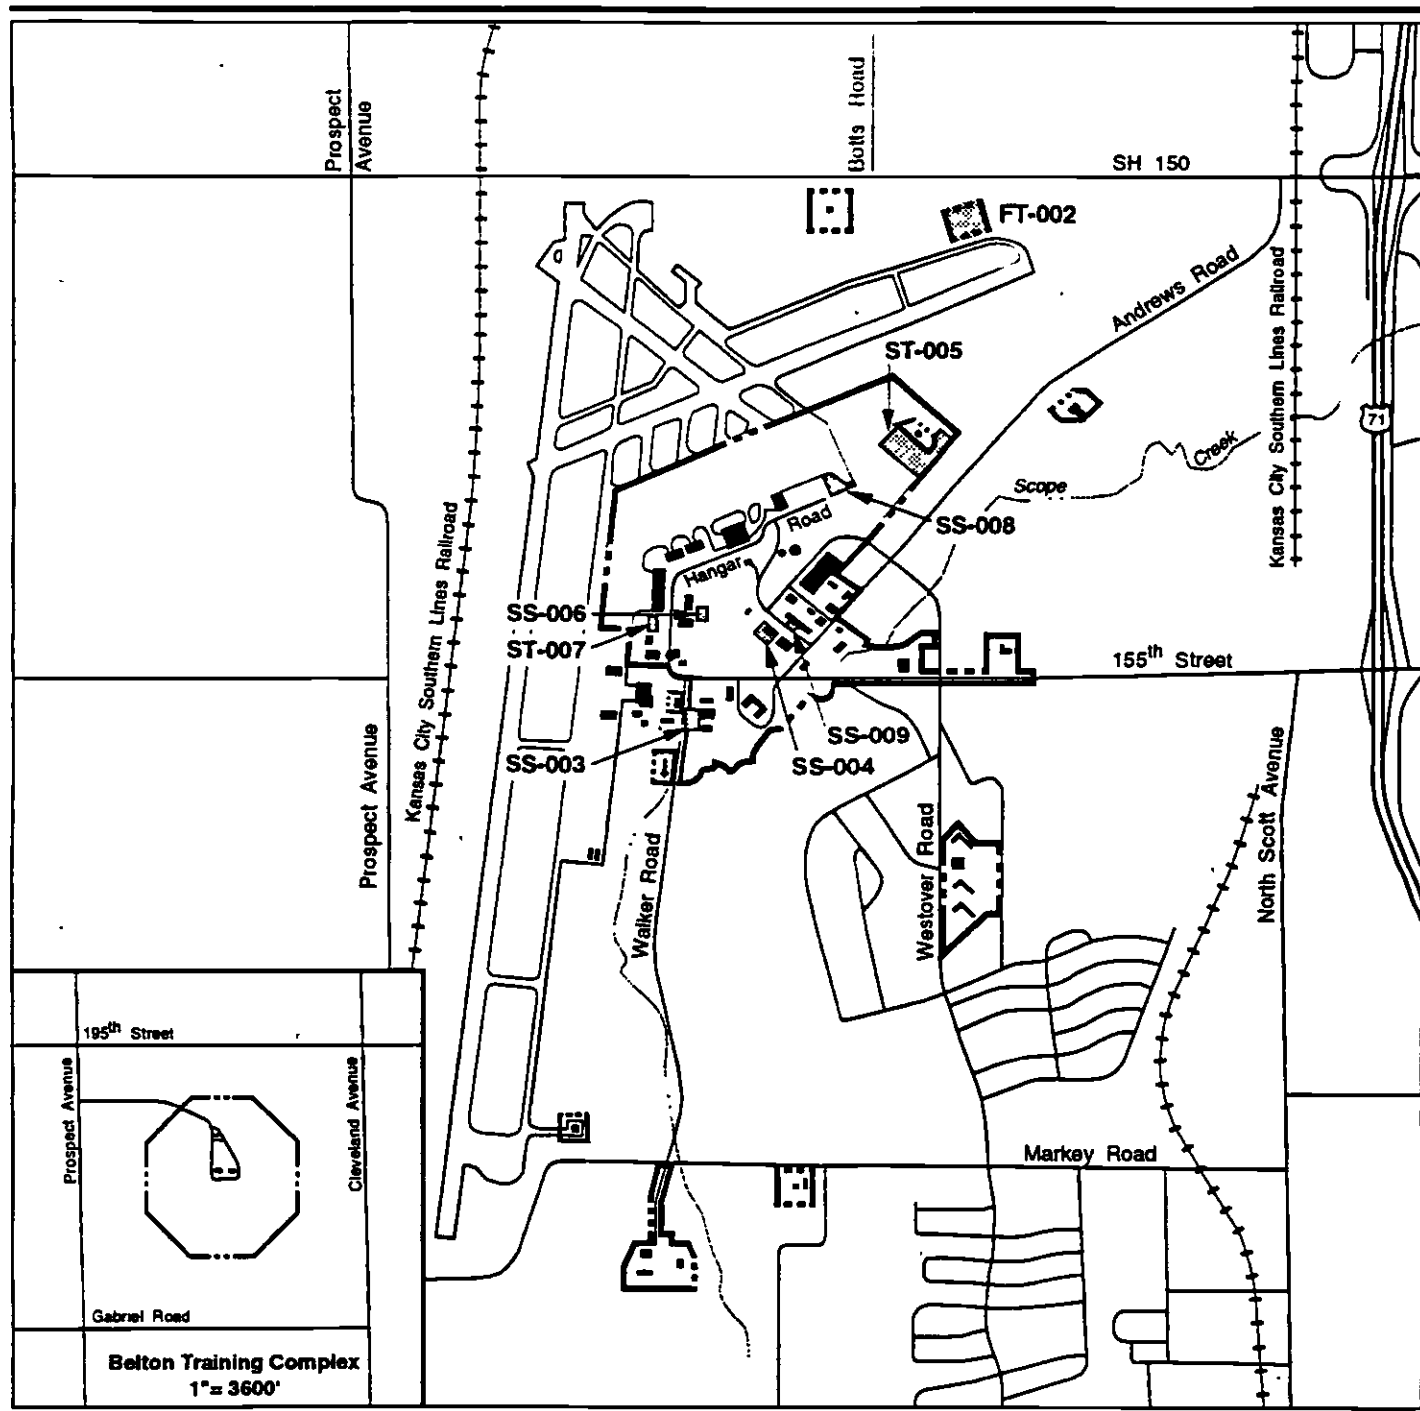 Prospect
Avenue
Botts Road
SH 150
FT-002
Andrews Road
Kansas City Southern Lines Railroad
ST-005
71
Scope Creek
SS-008
Hangar Road
Kansas City Southern Lines Railroad
SS-006
ST-007
155th Street
SS-009
SS-003
SS-004
Prospect Avenue
Walker Road
Westover Road
North Scott Avenue
195th Street
Prospect Avenue
Cleveland Avenue
Markey Road
Gabriel Road
Belton Training Complex
1"= 3600'